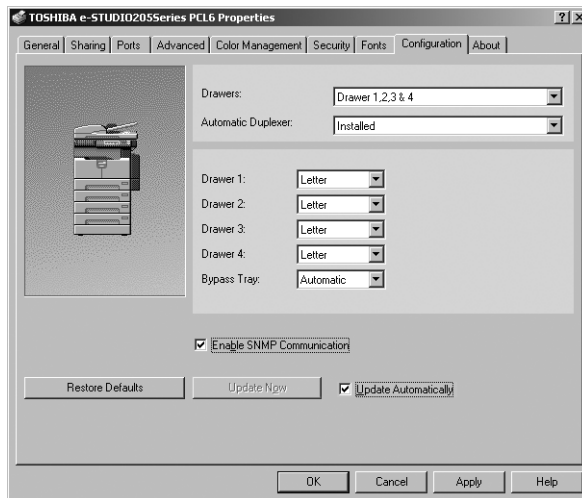 TOSHIBA e-STUDIO205Series PCL6 Properties
General Sharing Ports Advanced Color Management Security Fonts Configuration About
Drawers: Drawer 1,2,3 & 4
Automatic Duplexer: Installed
Drawer 1: Letter
Drawer 2: Letter
Drawer 3: Letter
Drawer 4: Letter
Bypass Tray: Automatic
Enable SNMP Communication
Restore Defaults Update Now Update Automatically
OK Cancel Apply Help